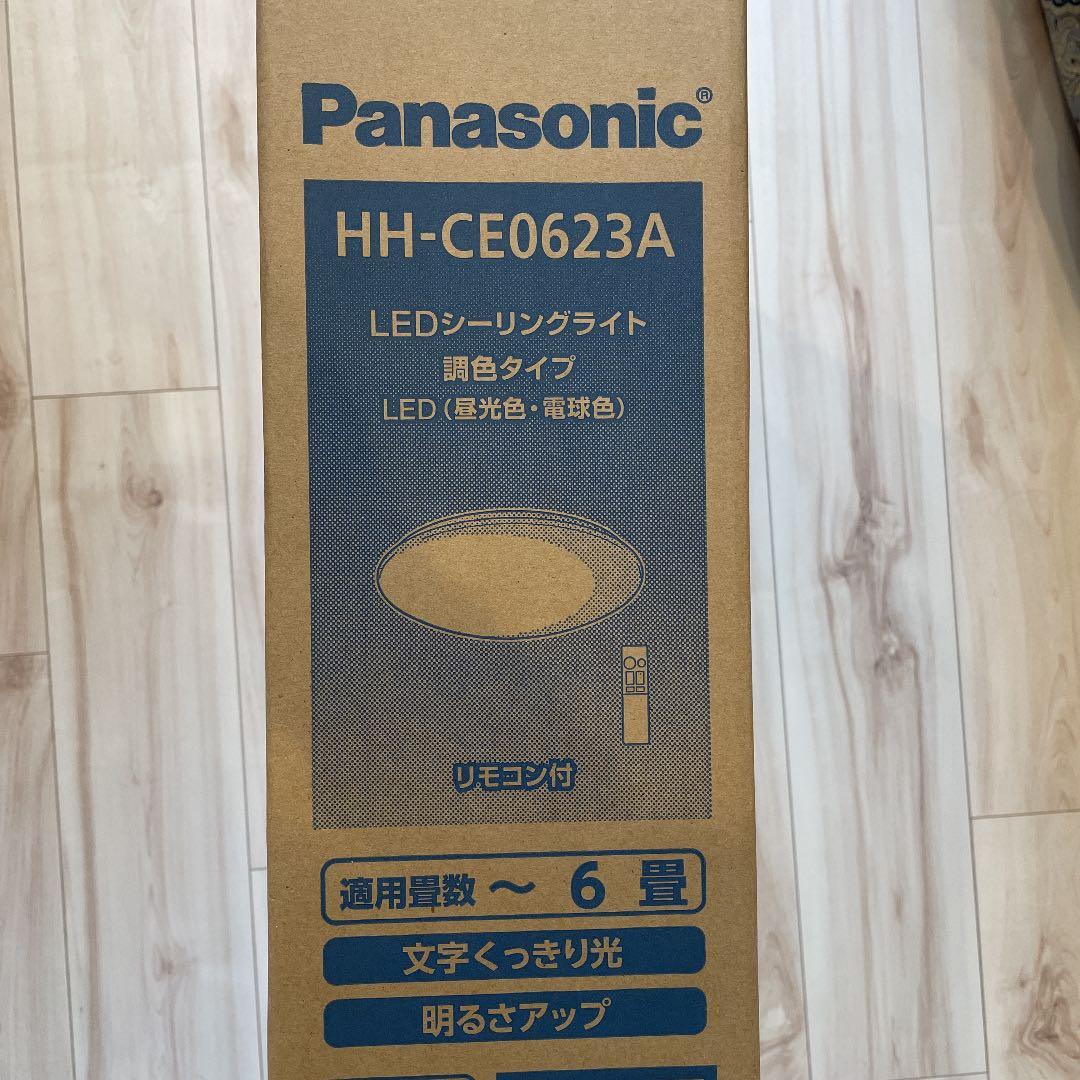 Panasonic®
HH-CE0623A
LEDシーリングライト
調色タイプ
LED（昼光色・電球色）
リモコン付
適用畳数 ～ 6 畳
文字くっきり光
明るさアップ